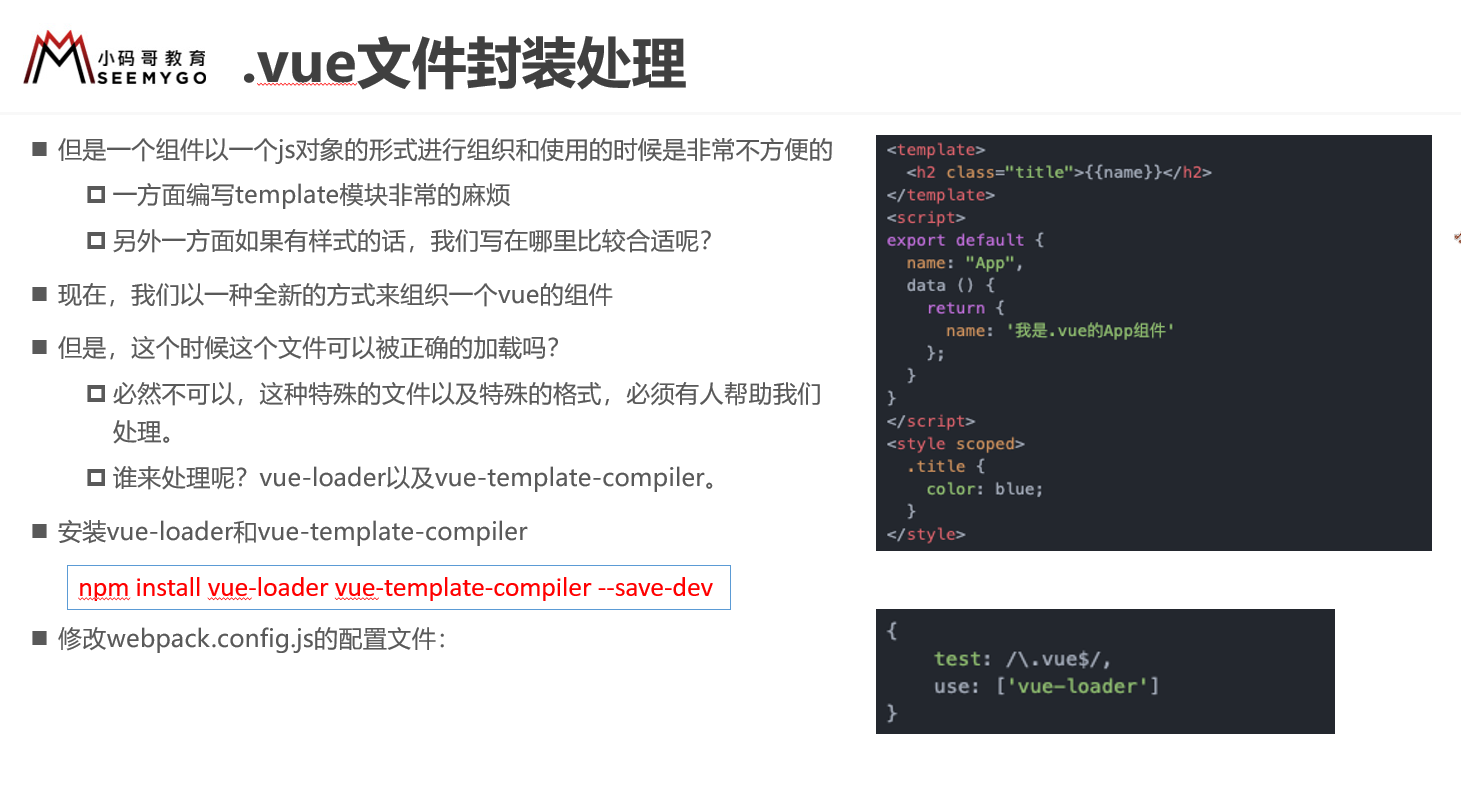 小码哥教育
SEEMYGO
.vue文件封装处理
但是一个组件以一个js对象的形式进行组织和使用的时候是非常不方便的
一方面编写template模块非常的麻烦
另外一方面如果有样式的话，我们写在哪里比较合适呢？
现在，我们以一种全新的方式来组织一个vue的组件
但是，这个时候这个文件可以被正确的加载吗？
必然不可以，这种特殊的文件以及特殊的格式，必须有人帮助我们
处理。
谁来处理呢？vue-loader以及vue-template-compiler。
安装vue-loader和vue-template-compiler
npm install vue-loader vue-template-compiler --save-dev
修改webpack.config.js的配置文件：
<template>
  <h2 class="title">{{name}}</h2>
</template>
<script>
export default {
  name: "App",
  data () {
    return {
      name: '我是.vue的App组件'
    };
  }
}
</script>
<style scoped>
  .title {
    color: blue;
  }
</style>
{
    test: /\.vue$/,
    use: ['vue-loader']
}